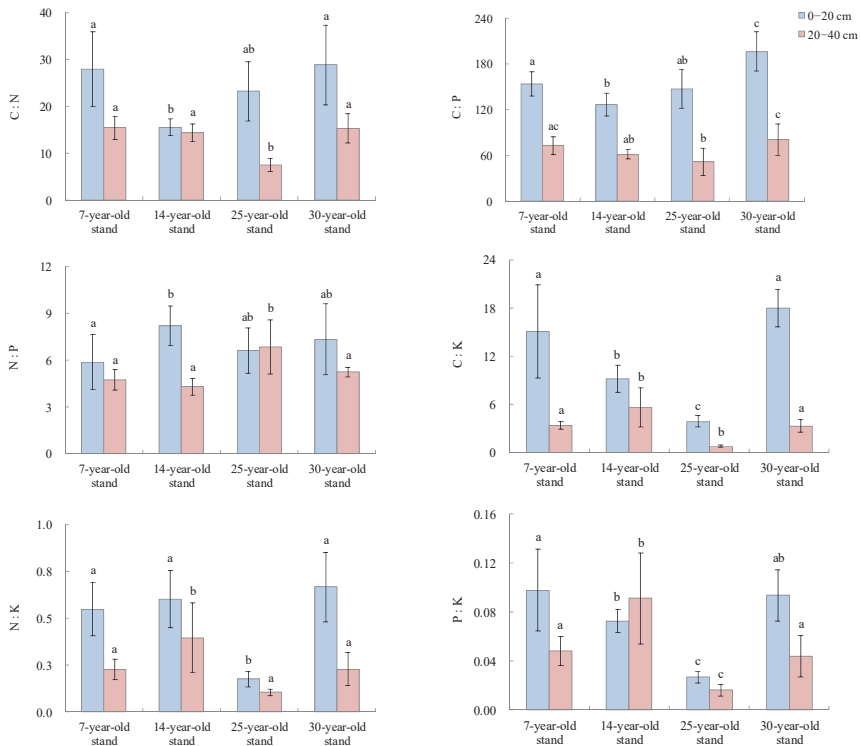 40
30
20
10
0
C : N
a
a
b
a
ab
b
a
a
7-year-old
stand
14-year-old
stand
25-year-old
stand
30-year-old
stand
240
180
120
60
0
C : P
a
ac
b
ab
ab
b
c
c
7-year-old
stand
14-year-old
stand
25-year-old
stand
30-year-old
stand
0−20 cm
20−40 cm
12
9
6
3
0
N : P
a
a
b
a
ab
b
ab
a
7-year-old
stand
14-year-old
stand
25-year-old
stand
30-year-old
stand
24
18
12
6
0
C : K
a
a
b
b
c
b
a
a
7-year-old
stand
14-year-old
stand
25-year-old
stand
30-year-old
stand
1.0
0.8
0.5
0.3
0.0
N : K
a
a
a
b
b
a
a
a
7-year-old
stand
14-year-old
stand
25-year-old
stand
30-year-old
stand
0.16
0.12
0.08
0.04
0.00
P : K
a
a
b
b
c
c
ab
a
7-year-old
stand
14-year-old
stand
25-year-old
stand
30-year-old
stand